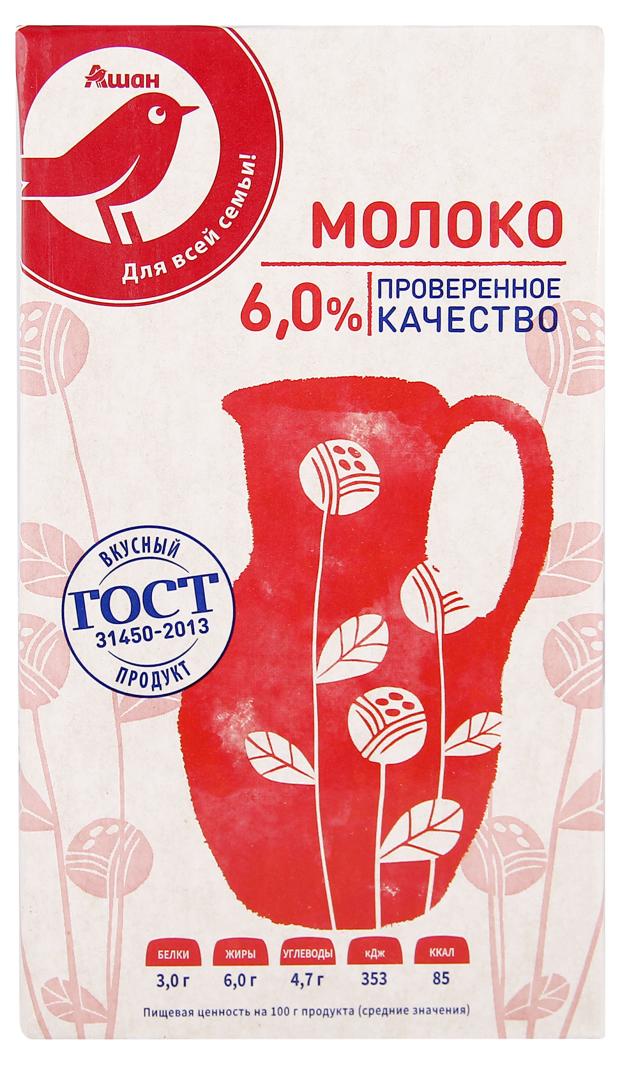 Ашан
Для всей семьи!
МОЛОКО
6,0%
ПРОВЕРЕННОЕ
КАЧЕСТВО
ВКУСНЫЙ
ГОСТ
31450-2013
ПРОДУКТ
БЕЛКИ ЖИРЫ УГЛЕВОДЫ кДж ККАЛ
3,0 г 6,0 г 4,7 г 353 85
Пищевая ценность на 100 г продукта (средние значения)